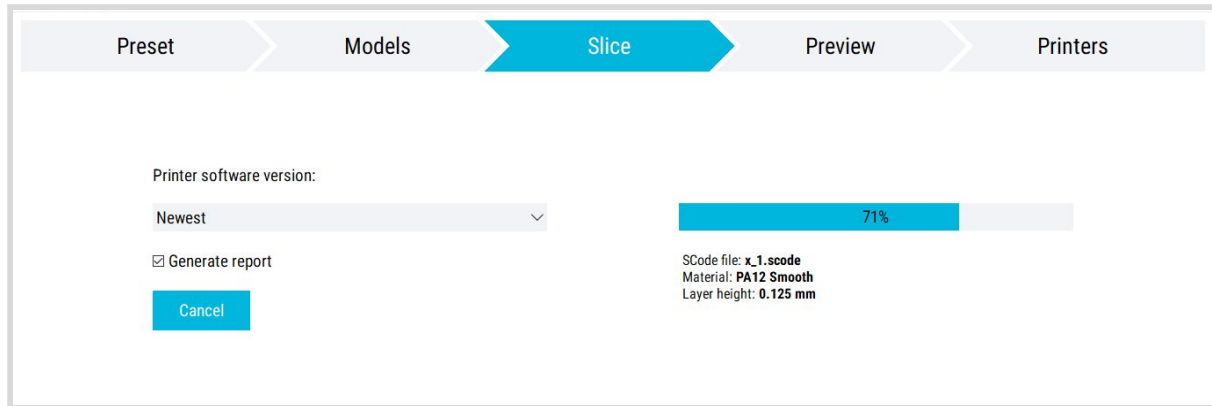 Preset Models Slice Preview Printers
Printer software version:
Newest
71%
Generate report
SCode file: x_1.scode
Material: PA12 Smooth
Layer height: 0.125 mm
Cancel